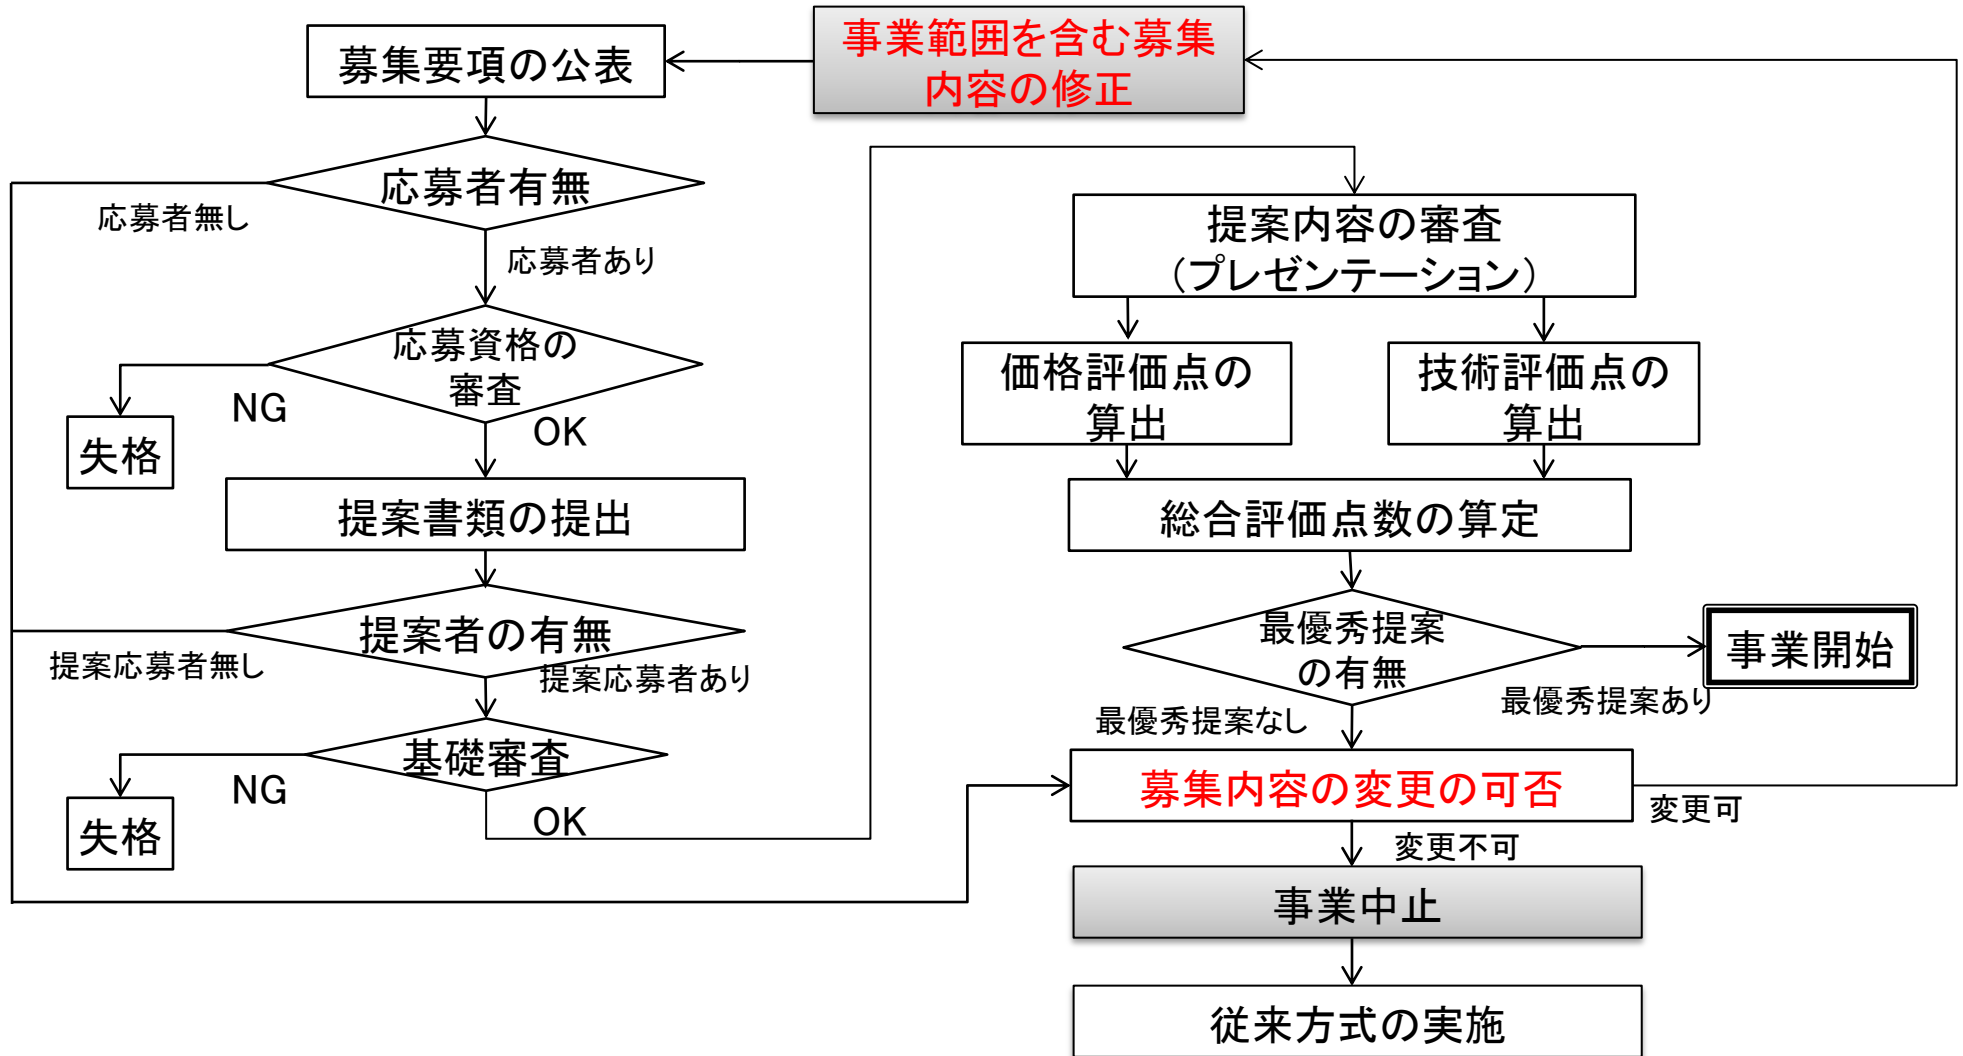 募集要項の公表
事業範囲を含む募集
内容の修正
応募者有無
応募者無し
応募者あり
応募資格の
審査
NG
OK
失格
提案書類の提出
提案者の有無
提案応募者無し
提案応募者あり
基礎審査
NG
OK
失格
提案内容の審査
（プレゼンテーション）
価格評価点の
算出
技術評価点の
算出
総合評価点数の算定
最優秀提案
の有無
事業開始
最優秀提案あり
最優秀提案なし
募集内容の変更の可否
変更可
変更不可
事業中止
従来方式の実施